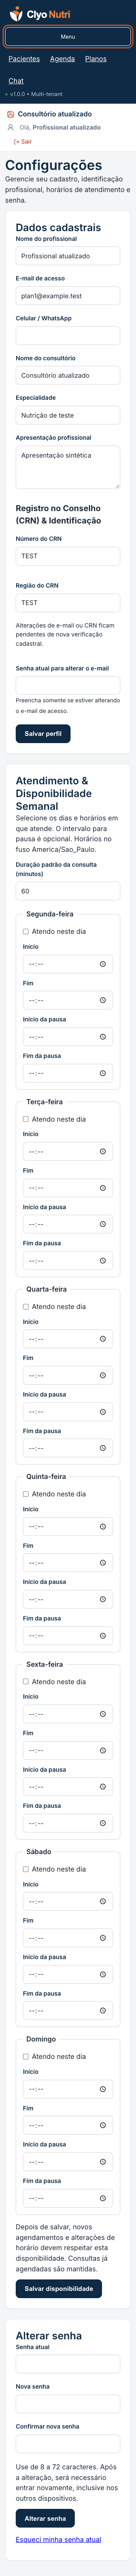 Clyo Nutri
Menu
Pacientes Agenda Planos
Chat
v1.0.0 • Multi-tenant
Consultório atualizado
Olá, Profissional atualizado
Sair
Configurações
Gerencie seu cadastro, identificação
profissional, horários de atendimento e
senha.
Dados cadastrais
Nome do profissional
Profissional atualizado
E-mail de acesso
plan1@example.test
Celular / WhatsApp
Nome do consultório
Consultório atualizado
Especialidade
Nutrição de teste
Apresentação profissional
Apresentação sintética
Registro no Conselho
(CRN) & Identificação
Número do CRN
TEST
Região do CRN
TEST
Alterações de e-mail ou CRN ficam
pendentes de nova verificação
cadastral.
Senha atual para alterar o e-mail
Preencha somente se estiver alterando
o e-mail de acesso.
Salvar perfil
Atendimento &
Disponibilidade
Semanal
Selecione os dias e horários em
que atende. O intervalo para
pausa é opcional. Horários no
fuso America/Sao_Paulo.
Duração padrão da consulta
(minutos)
60
Segunda-feira
Atendo neste dia
Início
--:--
Fim
--:--
Início da pausa
--:--
Fim da pausa
--:--
Terça-feira
Atendo neste dia
Início
--:--
Fim
--:--
Início da pausa
--:--
Fim da pausa
--:--
Quarta-feira
Atendo neste dia
Início
--:--
Fim
--:--
Início da pausa
--:--
Fim da pausa
--:--
Quinta-feira
Atendo neste dia
Início
--:--
Fim
--:--
Início da pausa
--:--
Fim da pausa
--:--
Sexta-feira
Atendo neste dia
Início
--:--
Fim
--:--
Início da pausa
--:--
Fim da pausa
--:--
Sábado
Atendo neste dia
Início
--:--
Fim
--:--
Início da pausa
--:--
Fim da pausa
--:--
Domingo
Atendo neste dia
Início
--:--
Fim
--:--
Início da pausa
--:--
Fim da pausa
--:--
Depois de salvar, novos
agendamentos e alterações de
horário devem respeitar esta
disponibilidade. Consultas já
agendadas são mantidas.
Salvar disponibilidade
Alterar senha
Senha atual
Nova senha
Confirmar nova senha
Use de 8 a 72 caracteres. Após
a alteração, será necessário
entrar novamente, inclusive nos
outros dispositivos.
Alterar senha
Esqueci minha senha atual